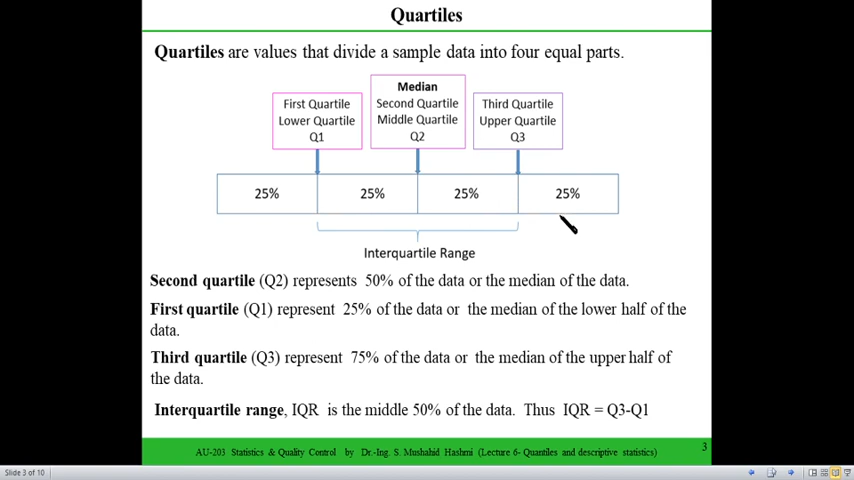 Quartiles
Quartiles are values that divide a sample data into four equal parts.
Median
First Quartile
Lower Quartile
Q1
Second Quartile
Middle Quartile
Q2
Third Quartile
Upper Quartile
Q3
25%
25%
25%
25%
Interquartile Range
Second quartile (Q2) represents 50% of the data or the median of the data.
First quartile (Q1) represent 25% of the data or the median of the lower half of the
data.
Third quartile (Q3) represent 75% of the data or the median of the upper half of
the data.
Interquartile range, IQR is the middle 50% of the data. Thus IQR = Q3-Q1
AU-203 Statistics & Quality Control by Dr.-Ing. S. Mushahid Hashmi (Lecture 6- Quantiles and descriptive statistics)
3
Slide 3 of 10